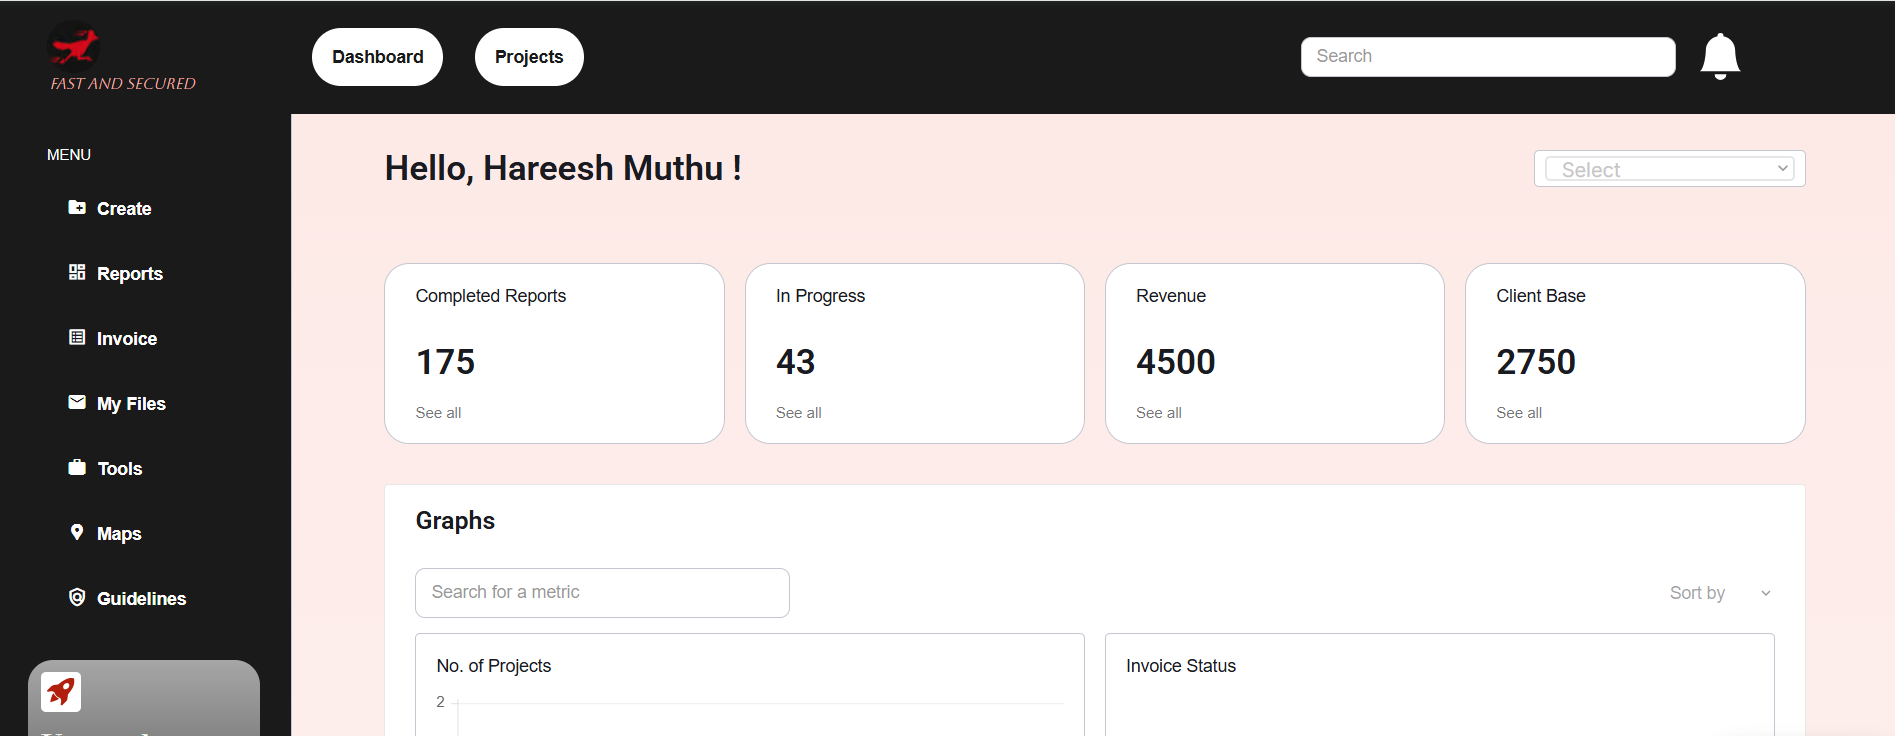 FAST AND SECURED
Dashboard
Projects
Search
MENU
Create
Reports
Invoice
My Files
Tools
Maps
Guidelines
Hello, Hareesh Muthu !
Select
Completed Reports
175
See all
In Progress
43
See all
Revenue
4500
See all
Client Base
2750
See all
Graphs
Search for a metric
Sort by
No. of Projects
2
Invoice Status